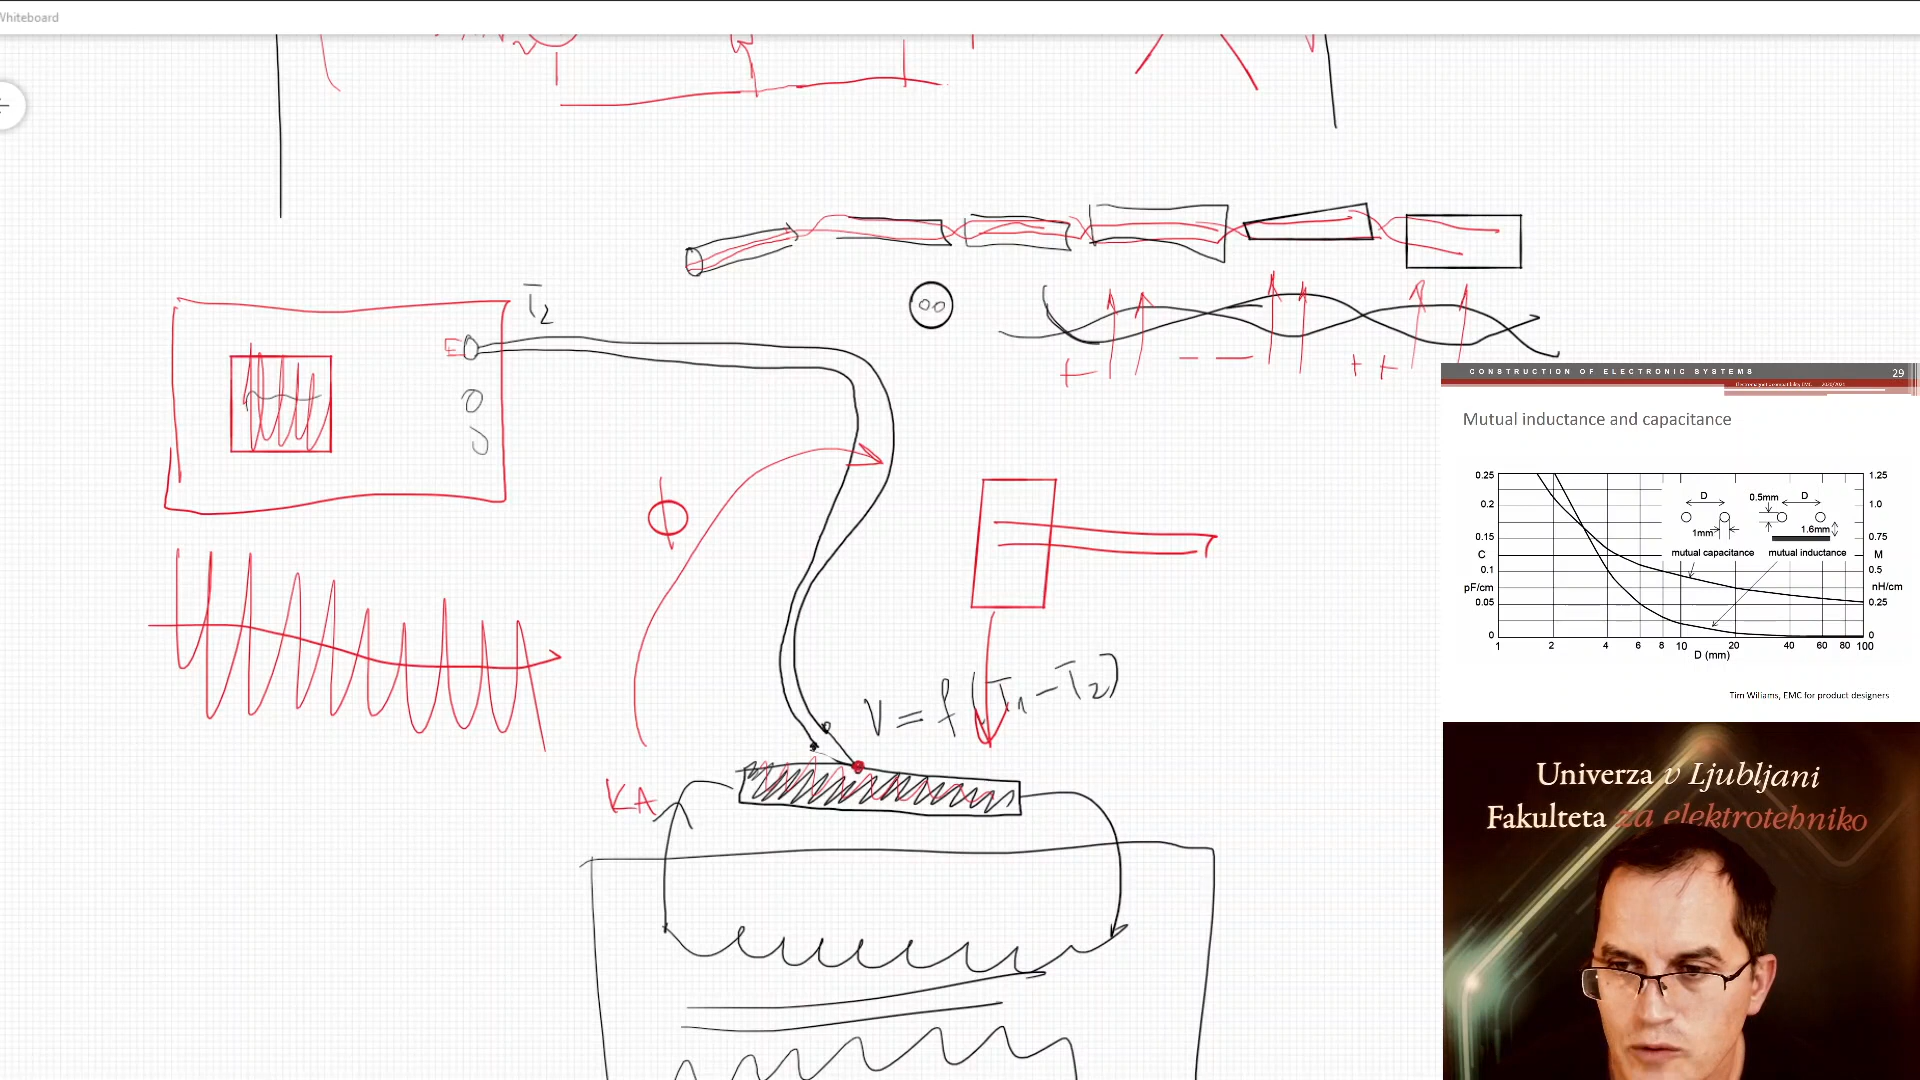 Whiteboard
T2
E
+
– –
+ +
Φ
V = f(T1 - T2)
KA
CONSTRUCTION OF ELECTRONIC SYSTEMS 29
Mutual inductance and capacitance
0.25 1.25
0.2 1.0
0.15 0.75
C M
0.1 0.5
pF/cm nH/cm
0.05 0.25
0 0
D D
0.5mm
1mm 1.6mm
mutual capacitance mutual inductance
1 2 4 6 8 10 20 40 60 80 100
D (mm)
Tim Wiliams, EMC for product designers
Univerza v Ljubljani
Fakulteta za elektrotehniko